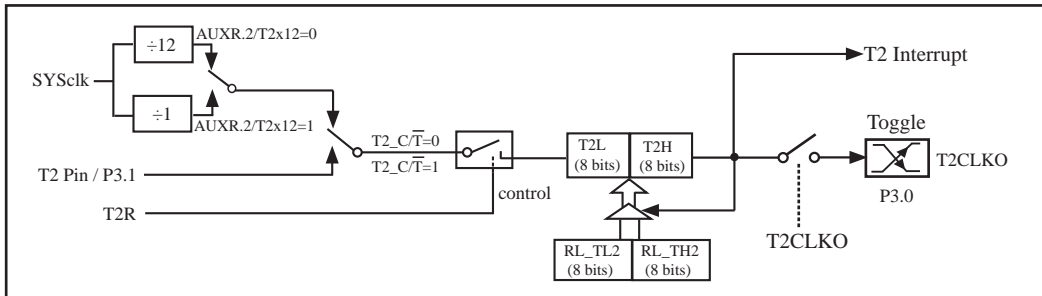 ÷12
AUXR.2/T2x12=0
SYSclk
÷1
AUXR.2/T2x12=1
T2 Pin / P3.1
T2R
T2_C/T̅=0
T2_C/T̅=1
control
T2L
(8 bits)
T2H
(8 bits)
RL_TL2
(8 bits)
RL_TH2
(8 bits)
T2 Interrupt
Toggle
T2CLKO
P3.0
T2CLKO